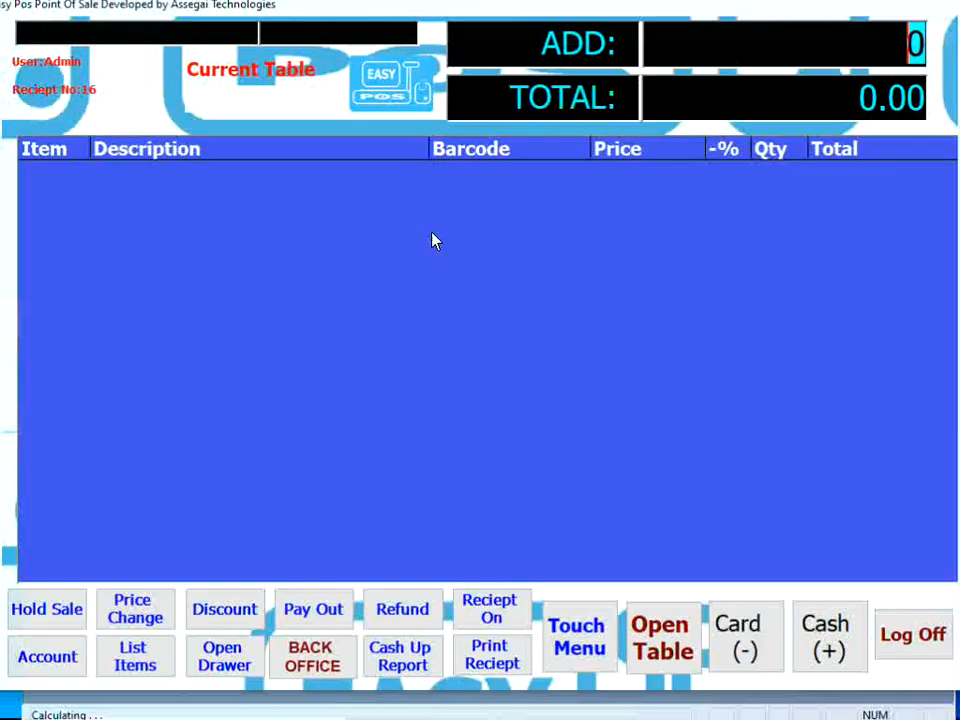 sy Pos Point Of Sale Developed by Assegai Technologies
ADD: 0
User:Admin
Current Table
EASY
POS
Reciept No:16
TOTAL: 0.00
Item Description Barcode Price -% Qty Total
Hold Sale
Price
Change
Discount
Pay Out
Refund
Reciept
On
Touch
Menu
Open
Table
Card
(-)
Cash
(+)
Log Off
Account
List
Items
Open
Drawer
BACK
OFFICE
Cash Up
Report
Print
Reciept
Calculating . . .
NUM